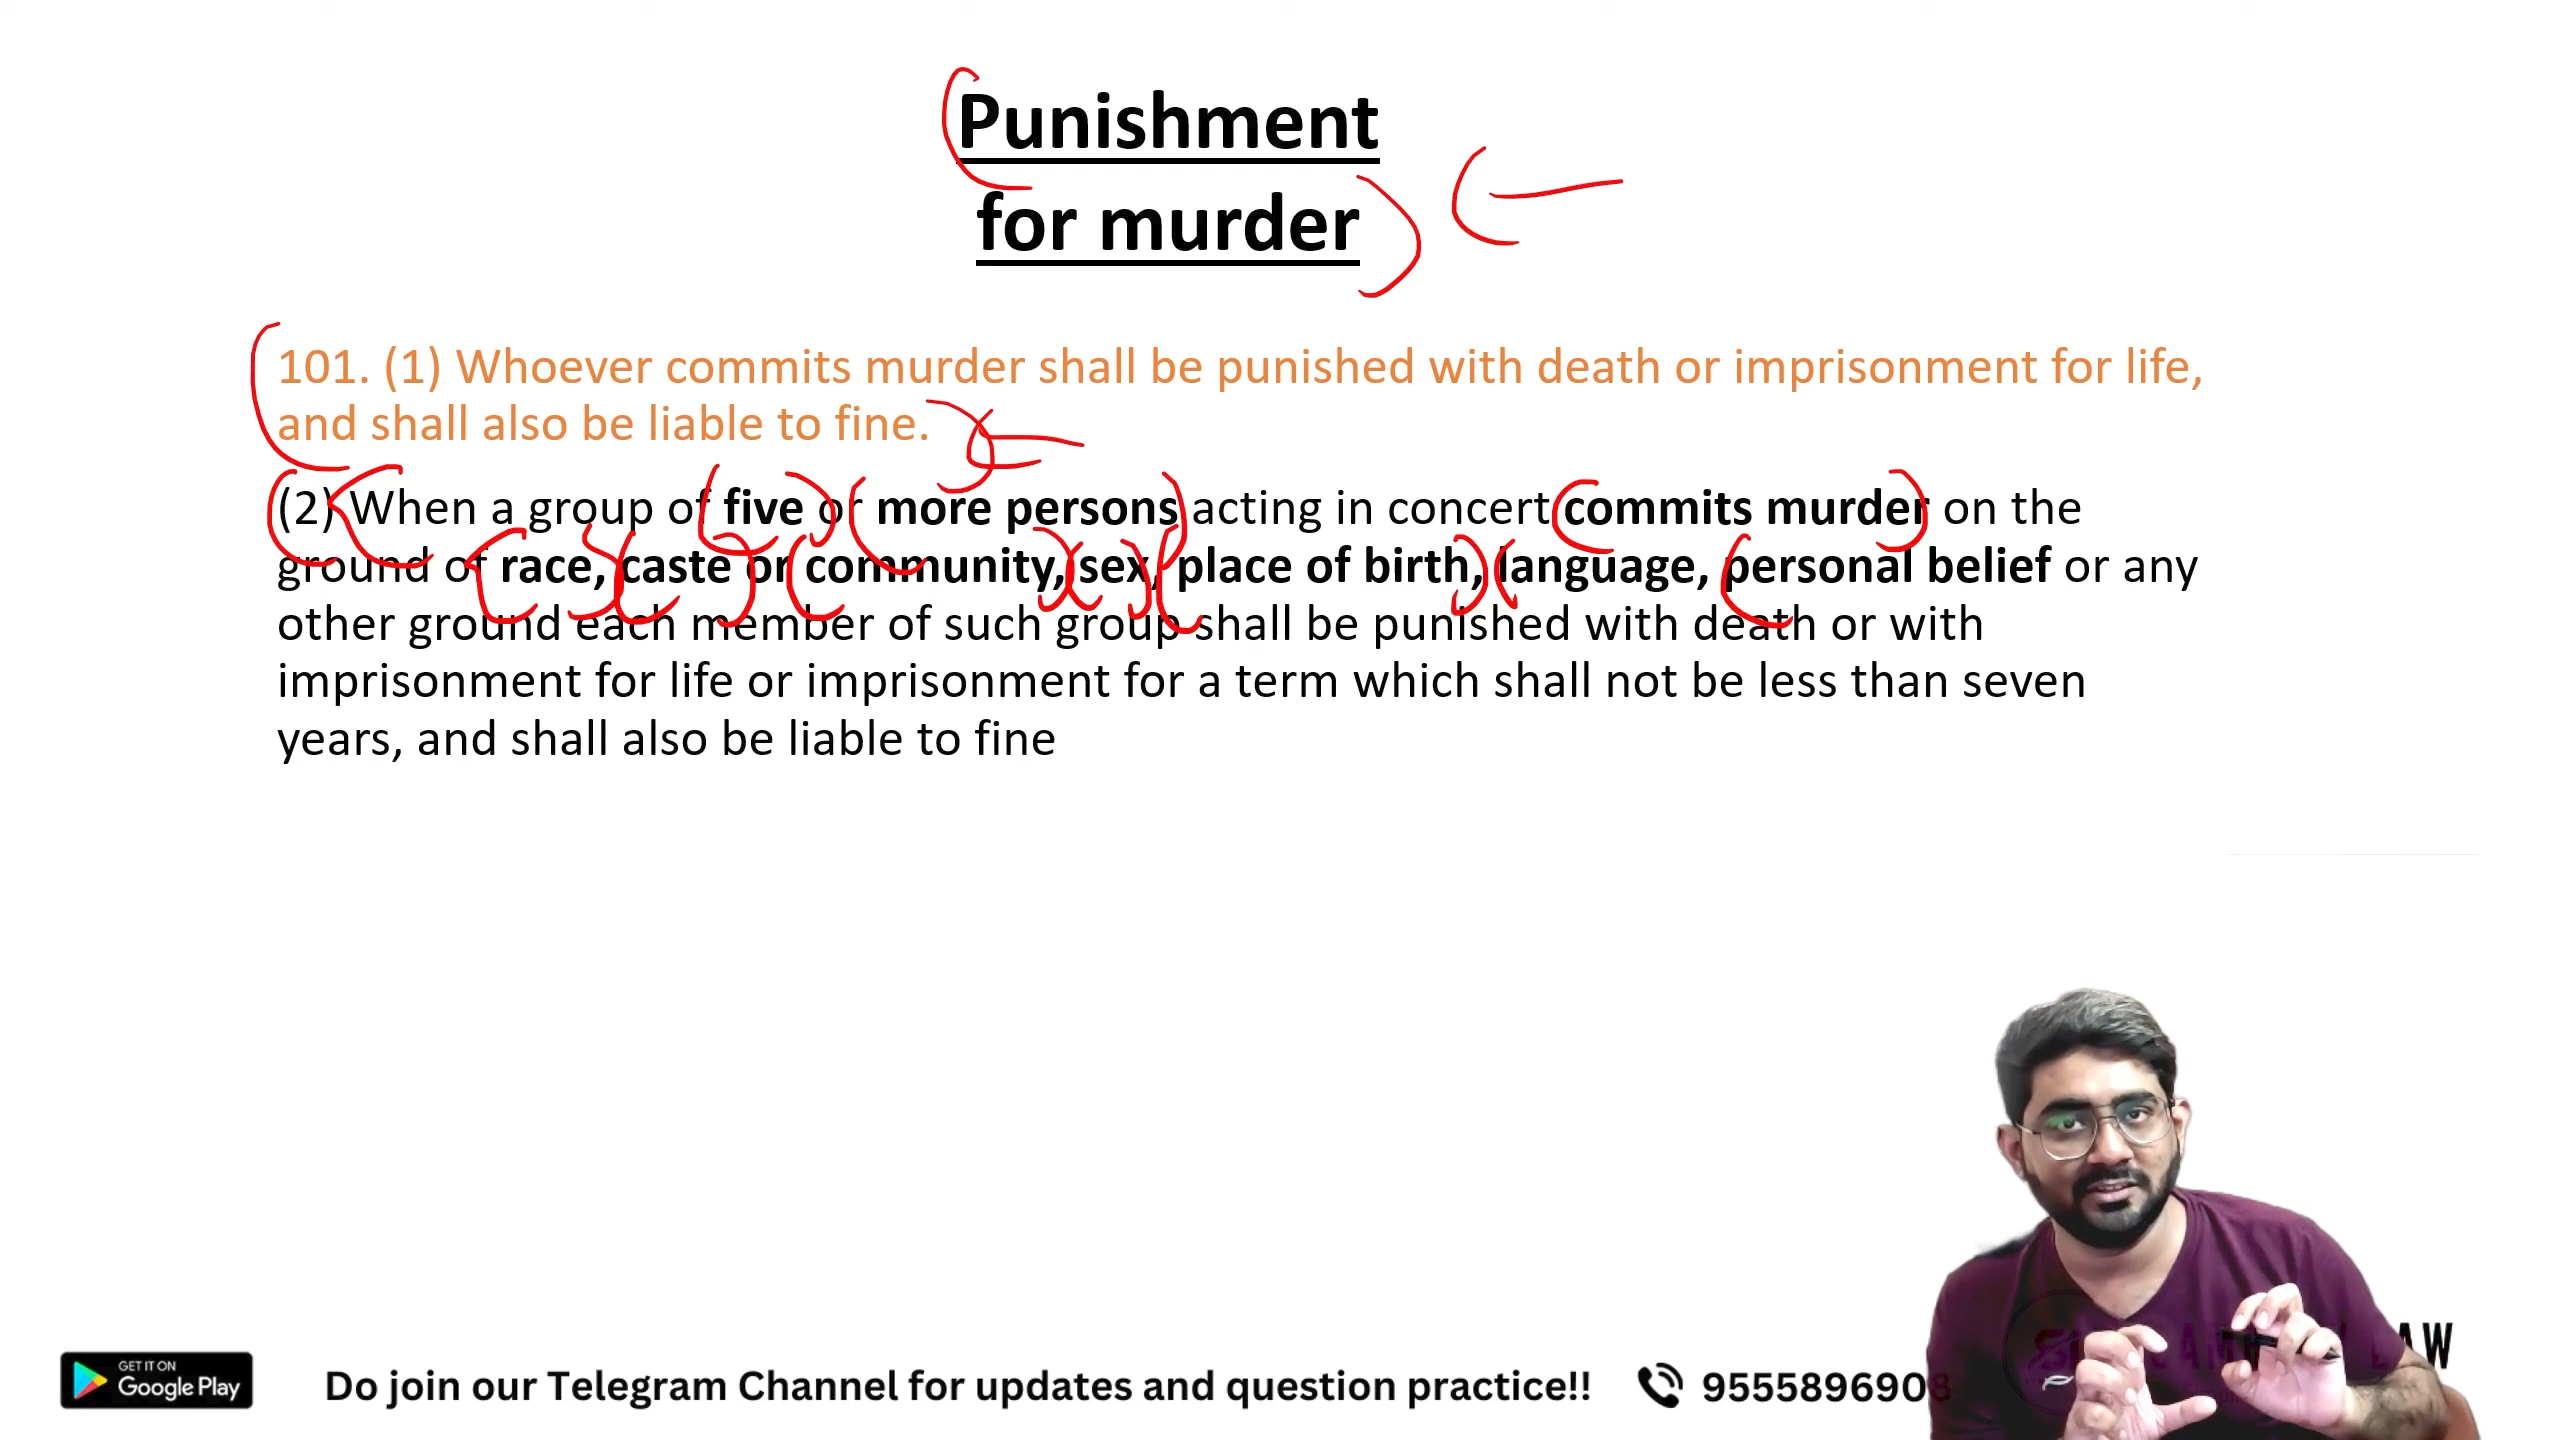 Punishment
for murder
101. (1) Whoever commits murder shall be punished with death or imprisonment for life,
and shall also be liable to fine.
(2) When a group of five or more persons acting in concert commits murder on the
ground of race, caste or community, sex, place of birth, language, personal belief or any
other ground each member of such group shall be punished with death or with
imprisonment for life or imprisonment for a term which shall not be less than seven
years, and shall also be liable to fine
GET IT ON
Google Play
Do join our Telegram Channel for updates and question practice!!
9555896908